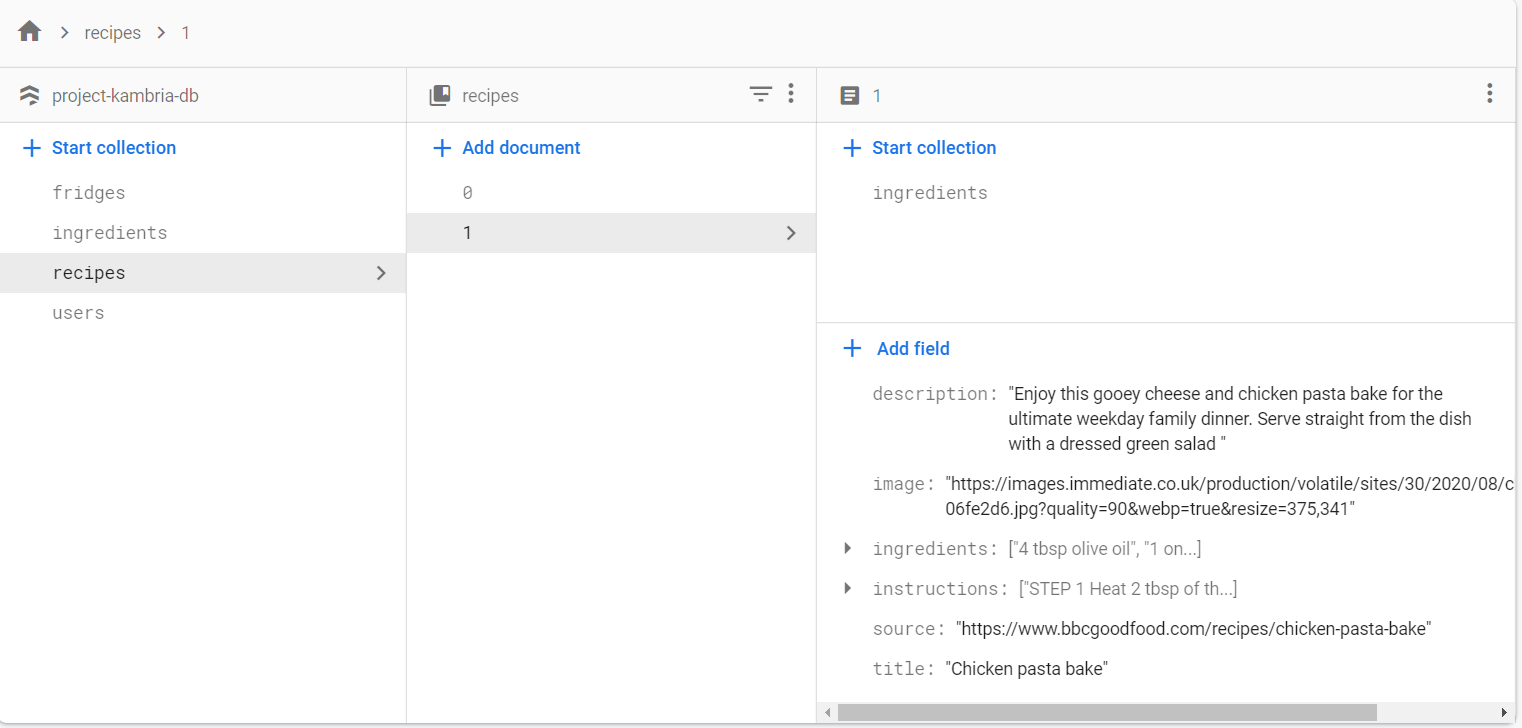 recipes 1
project-kambria-db
recipes
1
Start collection
Add document
Start collection
fridges
ingredients
recipes
users
0
1
ingredients
Add field
description: "Enjoy this gooey cheese and chicken pasta bake for the
ultimate weekday family dinner. Serve straight from the dish
with a dressed green salad "
image: "https://images.immediate.co.uk/production/volatile/sites/30/2020/08/c
06fe2d6.jpg?quality=90&webp=true&resize=375,341"
ingredients: ["4 tbsp olive oil", "1 on...]
instructions: ["STEP 1 Heat 2 tbsp of th...]
source: "https://www.bbcgoodfood.com/recipes/chicken-pasta-bake"
title: "Chicken pasta bake"